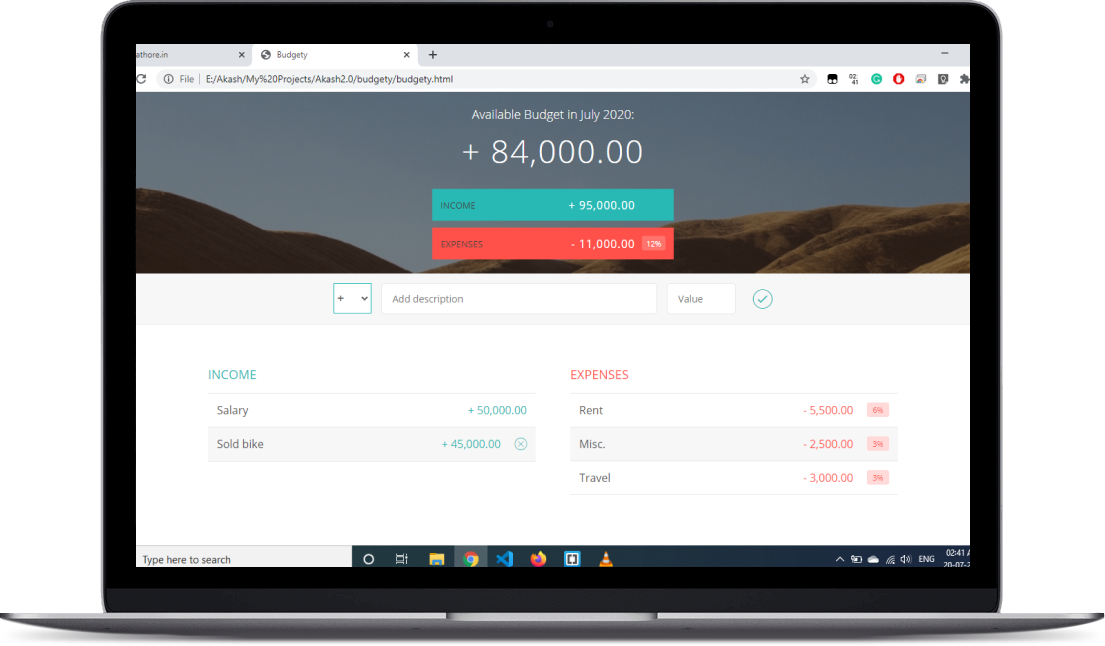 athore.in
Budgety
File E:/Akash/My%20Projects/Akash2.0/budgety/budgety.html
02:
41
Available Budget in July 2020:
+ 84,000.00
INCOME + 95,000.00
EXPENSES - 11,000.00 12%
+ Add description Value
INCOME
Salary + 50,000.00
Sold bike + 45,000.00
EXPENSES
Rent - 5,500.00 6%
Misc. - 2,500.00 3%
Travel - 3,000.00 3%
Type here to search
ENG
02:41 A
20-07-2